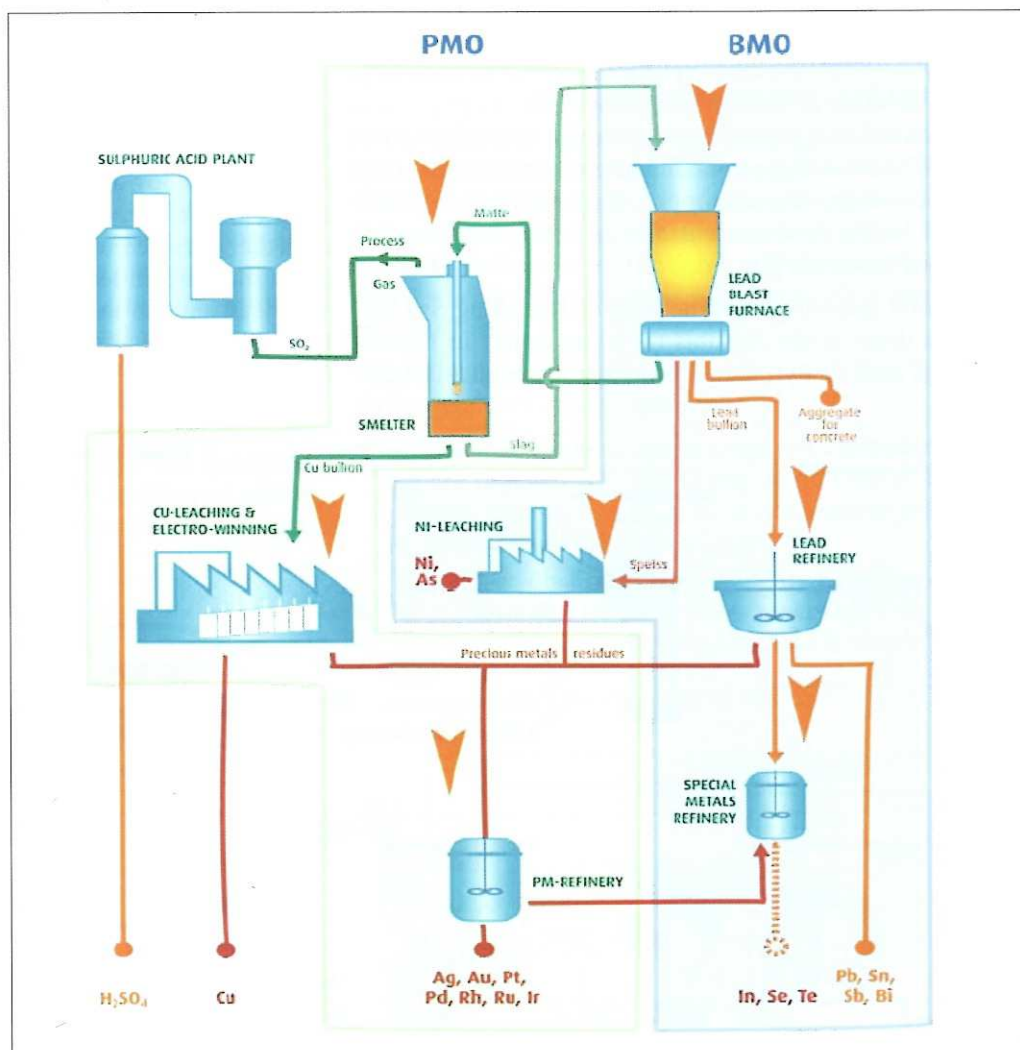 PMO
BMO
SULPHURIC ACID PLANT
Matte
Process
Gas
LEAD
BLAST
FURNACE
SO₂
SMELTER
Slag
Lead
bullion
Aggregate
for
concrete
Cu bullion
CU-LEACHING &
ELECTRO-WINNING
NI-LEACHING
LEAD
REFINERY
Ni,
As
Speiss
Precious metals residues
SPECIAL
METALS
REFINERY
PM-REFINERY
H₂SO₄
Cu
Ag, Au, Pt,
Pd, Rh, Ru, Ir
In, Se, Te
Pb, Sn,
Sb, Bi